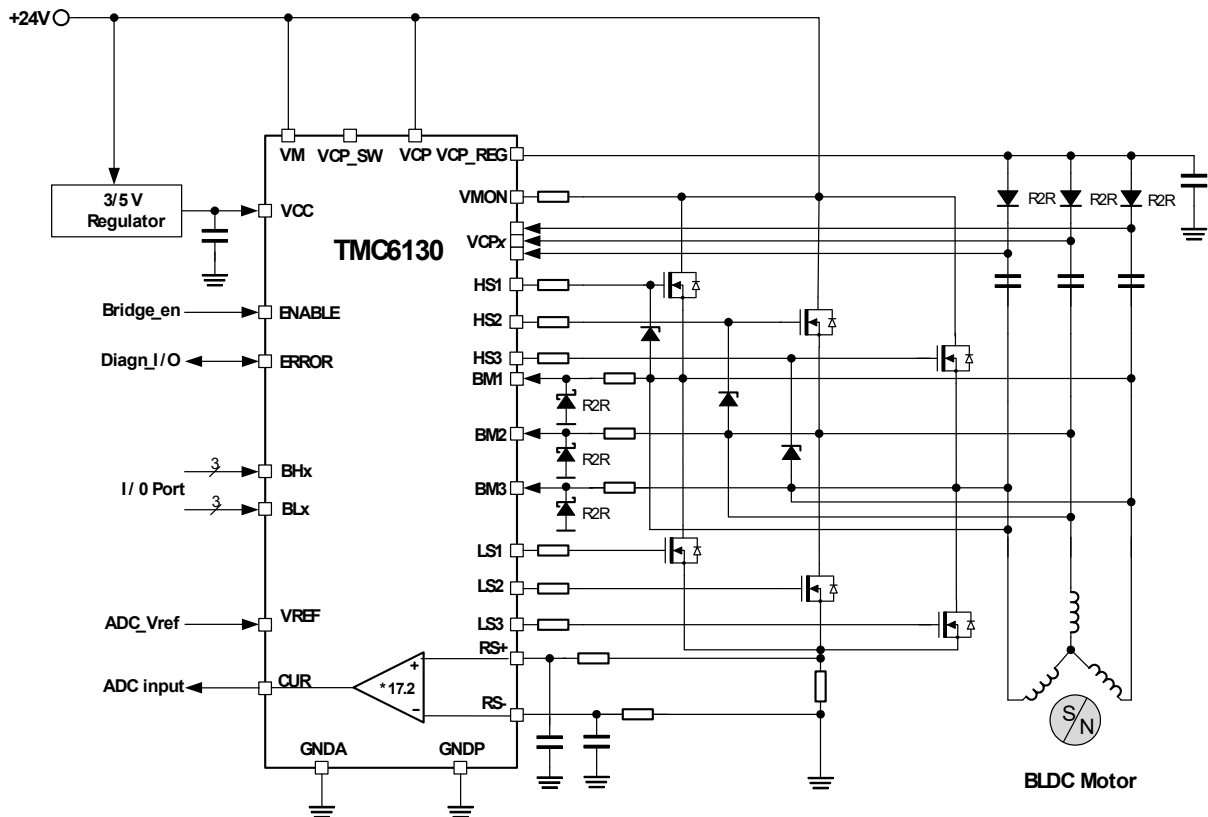 +24V
VM
VCP_SW
VCP
VCP_REG
3/5 V
Regulator
VCC
VMON
R2R
R2R
R2R
VCPx
TMC6130
HS1
Bridge_en
ENABLE
HS2
Diagn_I/O
ERROR
HS3
BM1
R2R
BM2
R2R
3
BHx
I/0 Port
BM3
3
BLx
R2R
LS1
LS2
ADC_Vref
VREF
LS3
RS+
+
ADC input
CUR
*17.2
-
RS-
S
N
GNDA
GNDP
BLDC Motor